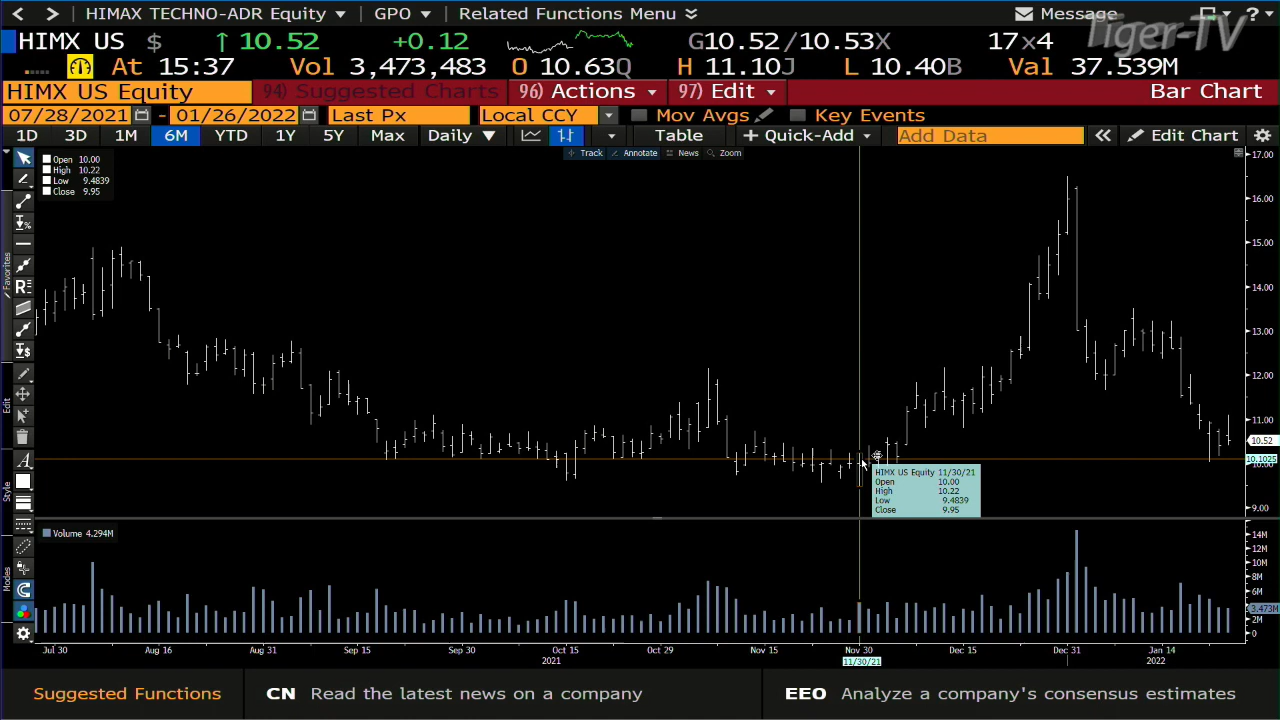 HIMAX TECHNO-ADR Equity GPO Related Functions Menu Message ?
Tiger-TV
HIMX US $ ↑ 10.52 +0.12 G10.52 /10.53X 17x4
At 15:37 Vol 3,473,483 O 10.63Q H 11.10J L 10.40B Val 37.539M
HIMX US Equity 94) Suggested Charts 96) Actions 97) Edit Bar Chart
07/28/2021 - 01/26/2022 Last Px Local CCY Mov Avgs Key Events
1D 3D 1M 6M YTD 1Y 5Y Max Daily ▼ Table + Quick-Add Add Data « Edit Chart
Track Annotate News Zoom
Open 10.00
High 10.22
Low 9.4839
Close 9.95
17.00
16.00
15.00
14.00
13.00
12.00
11.00
10.52
10.1025
10.00
9.00
Favorites
Edit
Style
Modes
HIMX US Equity 11/30/21
Open 10.00
High 10.22
Low 9.4839
Close 9.95
Volume 4.294M
14M
12M
10M
8M
6M
3.473M
2M
0
Jul 30 Aug 16 Aug 31 Sep 15 Sep 30 Oct 15 Oct 29 Nov 15 Nov 30 Dec 15 Dec 31 Jan 14
2021 11/30/21 2022
Suggested Functions CN Read the latest news on a company EEO Analyze a company's consensus estimates